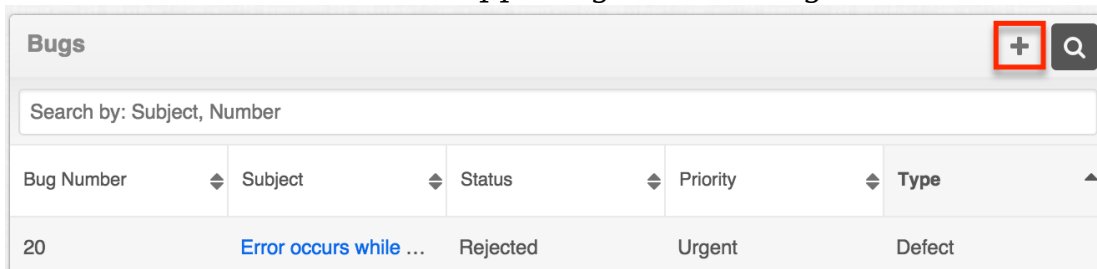 Bugs
Search by: Subject, Number
Bug Number Subject Status Priority Type
20 Error occurs while ... Rejected Urgent Defect